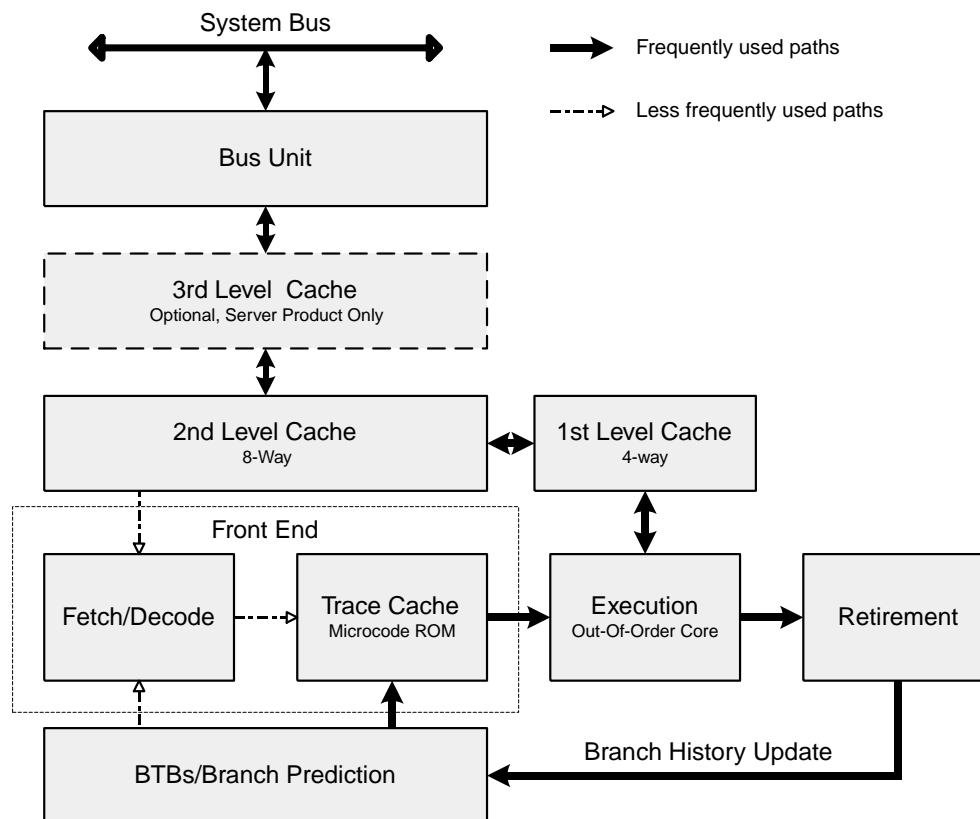 System Bus
Frequently used paths
Less frequently used paths
Bus Unit
3rd Level Cache
Optional, Server Product Only
2nd Level Cache
8-Way
1st Level Cache
4-way
Front End
Fetch/Decode
Trace Cache
Microcode ROM
Execution
Out-Of-Order Core
Retirement
Branch History Update
BTBs/Branch Prediction